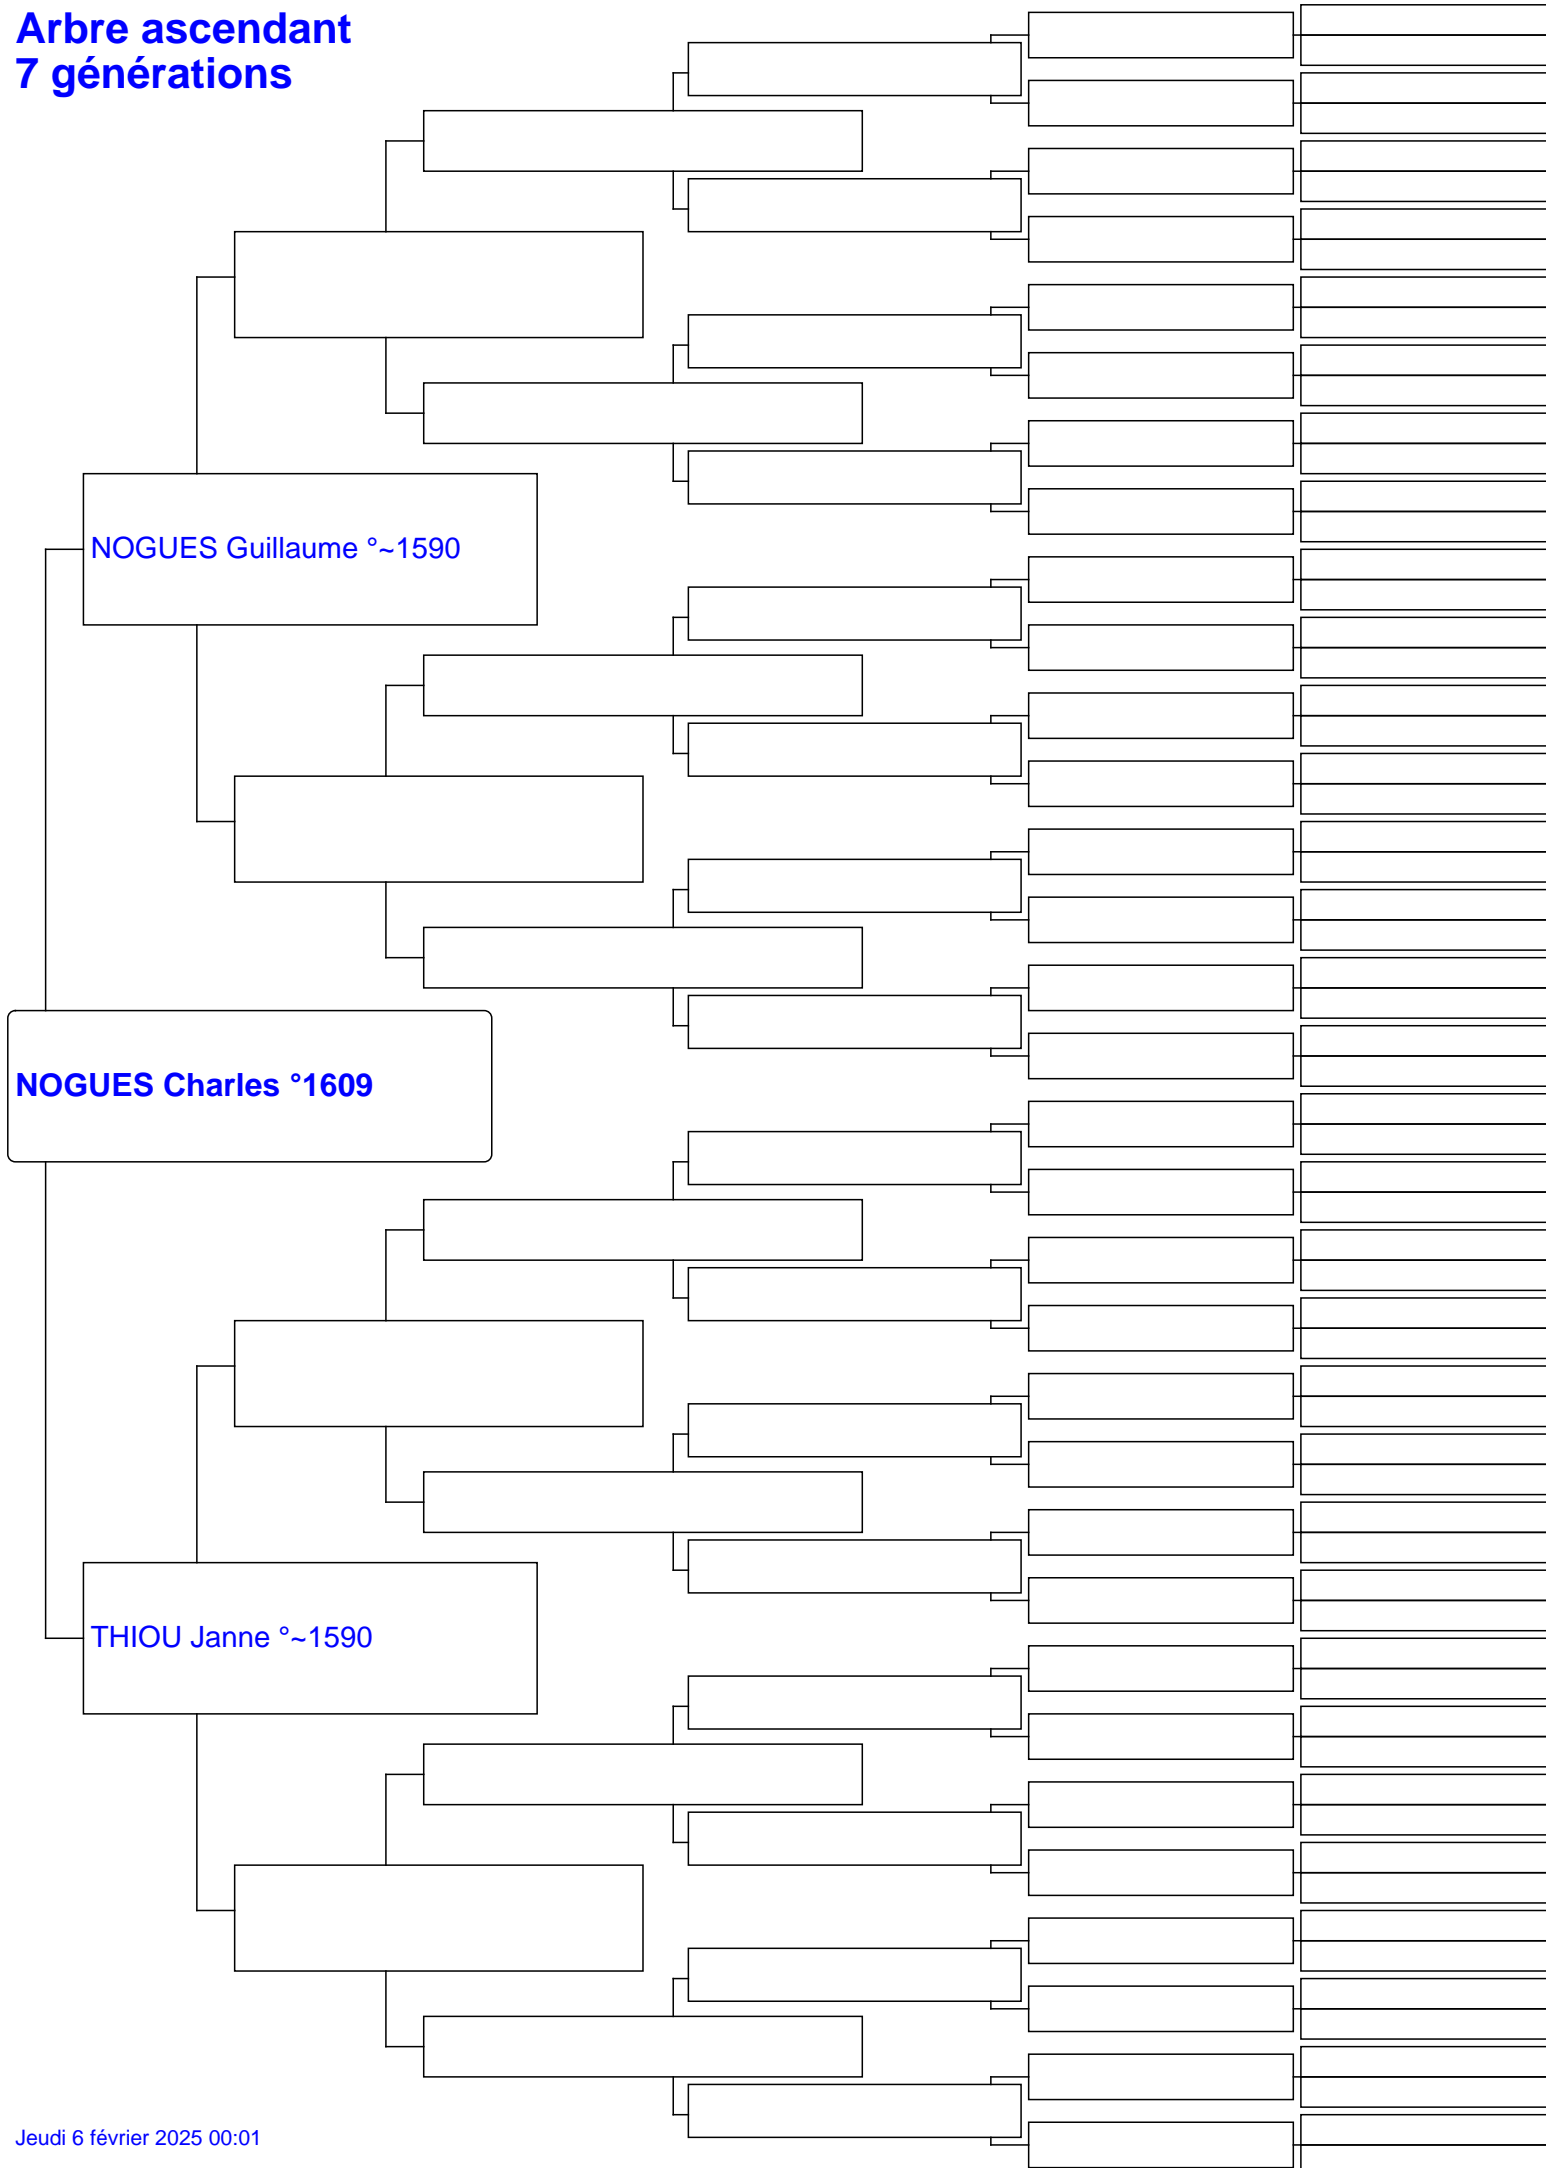 Arbre ascendant
7 générations
NOGUES Guillaume °~1590
NOGUES Charles °1609
THIOU Janne °~1590
Jeudi 6 février 2025 00:01